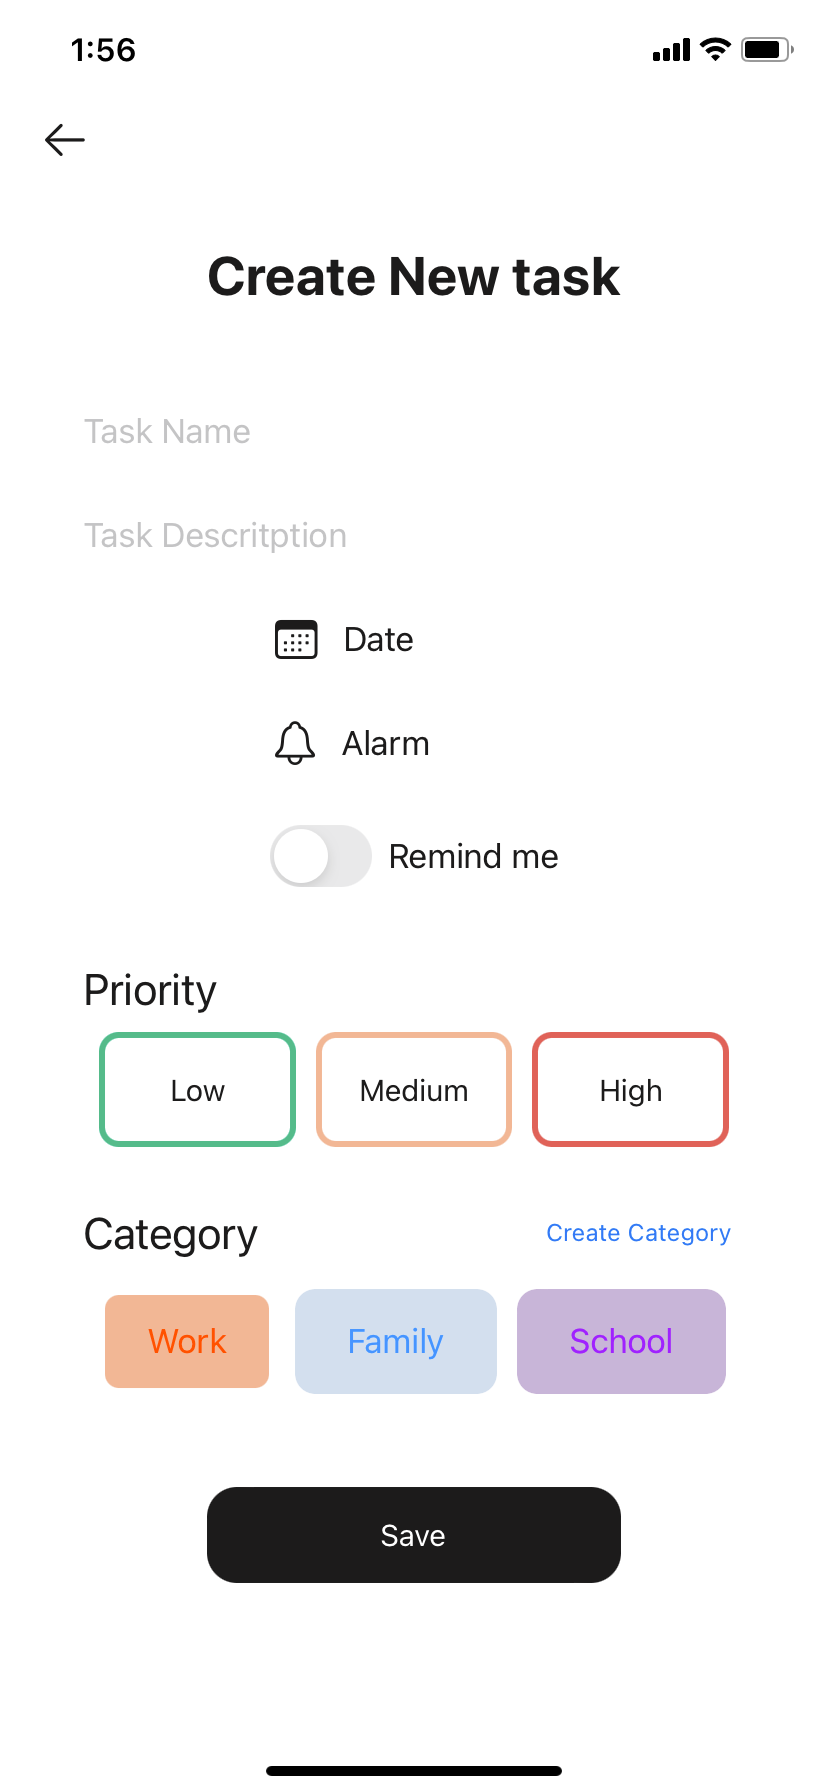 1:56
Create New task
Task Name
Task Descritption
Date
Alarm
Remind me
Priority
Low Medium High
Category Create Category
Work Family School
Save